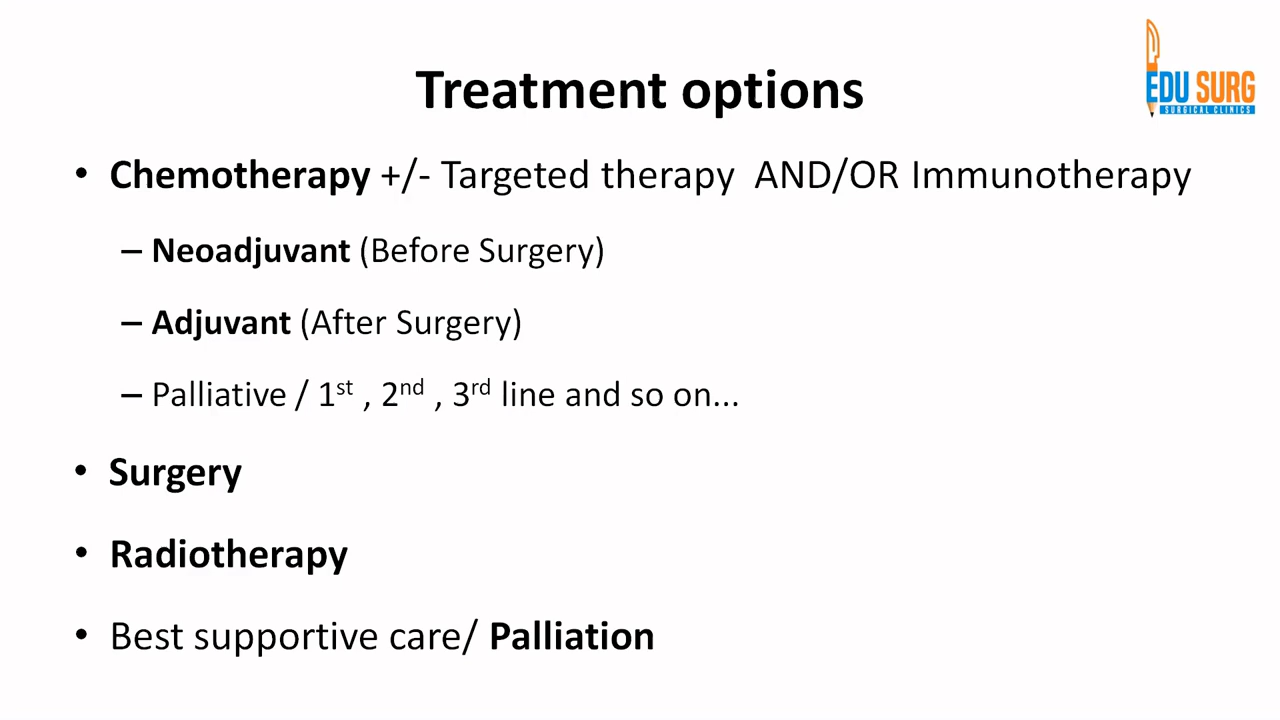 EDU SURG
SURGICAL CLINICS
Treatment options
• Chemotherapy +/- Targeted therapy AND/OR Immunotherapy
– Neoadjuvant (Before Surgery)
– Adjuvant (After Surgery)
– Palliative / 1st , 2nd , 3rd line and so on...
• Surgery
• Radiotherapy
• Best supportive care/ Palliation